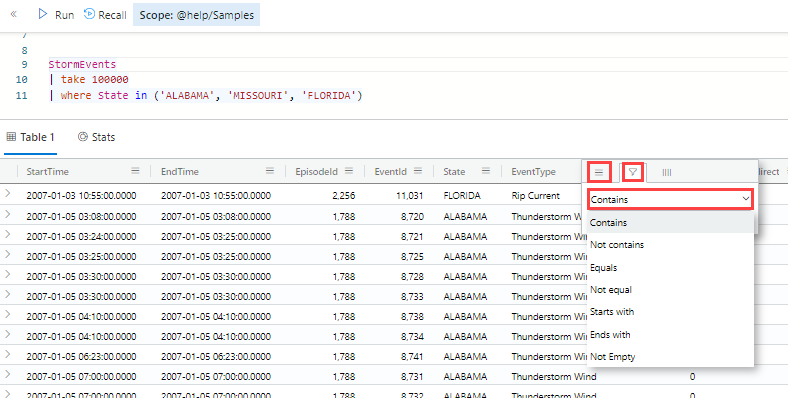 Run Recall Scope: @help/Samples
7
8
9 StormEvents
10 | take 100000
11 | where State in ('ALABAMA', 'MISSOURI', 'FLORIDA')
Table 1 Stats
StartTime EndTime EpisodeId EventId State EventType direct
2007-01-03 10:55:00.0000 2007-01-03 10:55:00.0000 2,256 11,031 FLORIDA Rip Current
2007-01-05 03:08:00.0000 2007-01-05 03:08:00.0000 1,788 8,720 ALABAMA Thunderstorm Wind
2007-01-05 03:24:00.0000 2007-01-05 03:25:00.0000 1,788 8,721 ALABAMA Thunderstorm Wind
2007-01-05 03:25:00.0000 2007-01-05 03:25:00.0000 1,788 8,725 ALABAMA Thunderstorm Wind
2007-01-05 03:30:00.0000 2007-01-05 03:30:00.0000 1,788 8,728 ALABAMA Thunderstorm Wind
2007-01-05 03:30:00.0000 2007-01-05 03:30:00.0000 1,788 8,733 ALABAMA Thunderstorm Wind
2007-01-05 04:10:00.0000 2007-01-05 04:10:00.0000 1,788 8,738 ALABAMA Thunderstorm Wind
2007-01-05 04:10:00.0000 2007-01-05 04:10:00.0000 1,788 8,734 ALABAMA Thunderstorm Wind
2007-01-05 06:23:00.0000 2007-01-05 06:23:00.0000 1,788 8,741 ALABAMA Thunderstorm Wind
2007-01-05 07:00:00.0000 2007-01-05 07:00:00.0000 1,788 8,731 ALABAMA Thunderstorm Wind 0
2007-01-05 07:00:00.0000 2007-01-05 07:00:00.0000 1,788 8,732 ALABAMA Thunderstorm Wind 0
Contains
Contains
Not contains
Equals
Not equal
Starts with
Ends with
Not Empty